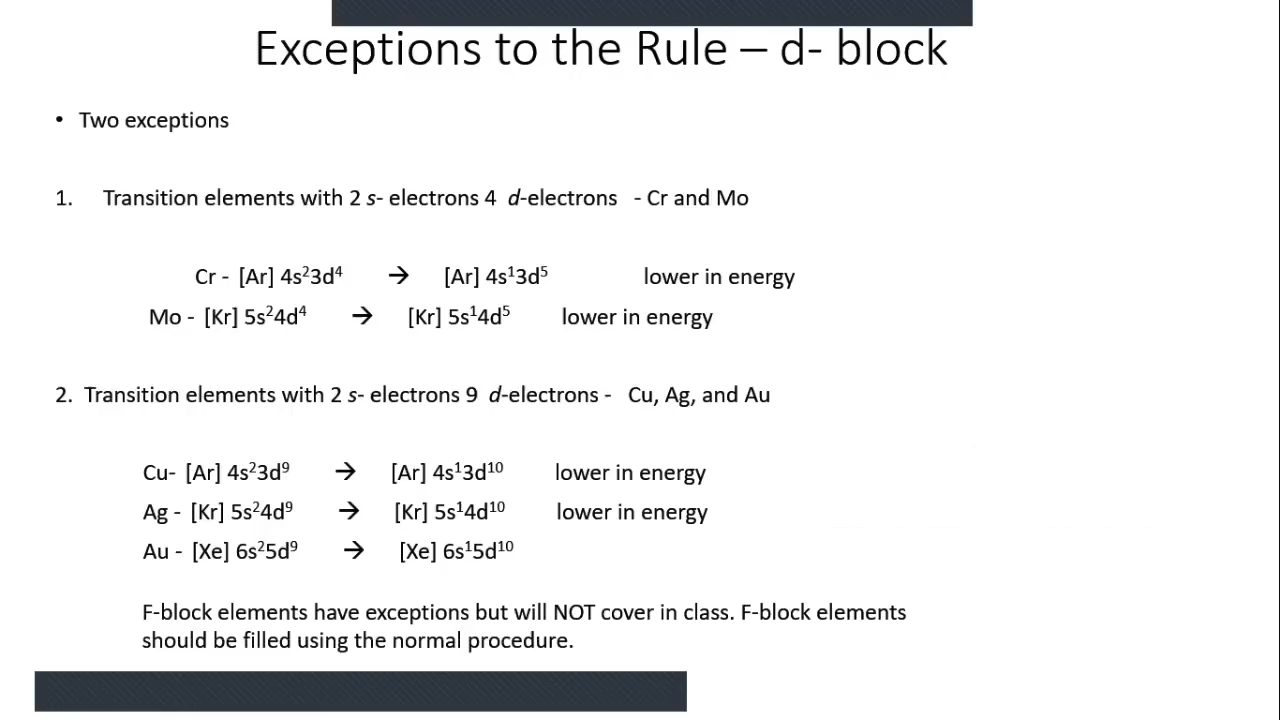 Exceptions to the Rule – d- block
• Two exceptions
1. Transition elements with 2 s- electrons 4 d-electrons - Cr and Mo
Cr - [Ar] 4s²3d⁴ → [Ar] 4s¹3d⁵ lower in energy
Mo - [Kr] 5s²4d⁴ → [Kr] 5s¹4d⁵ lower in energy
2. Transition elements with 2 s- electrons 9 d-electrons - Cu, Ag, and Au
Cu- [Ar] 4s²3d⁹ → [Ar] 4s¹3d¹⁰ lower in energy
Ag - [Kr] 5s²4d⁹ → [Kr] 5s¹4d¹⁰ lower in energy
Au - [Xe] 6s²5d⁹ → [Xe] 6s¹5d¹⁰
F-block elements have exceptions but will NOT cover in class. F-block elements
should be filled using the normal procedure.